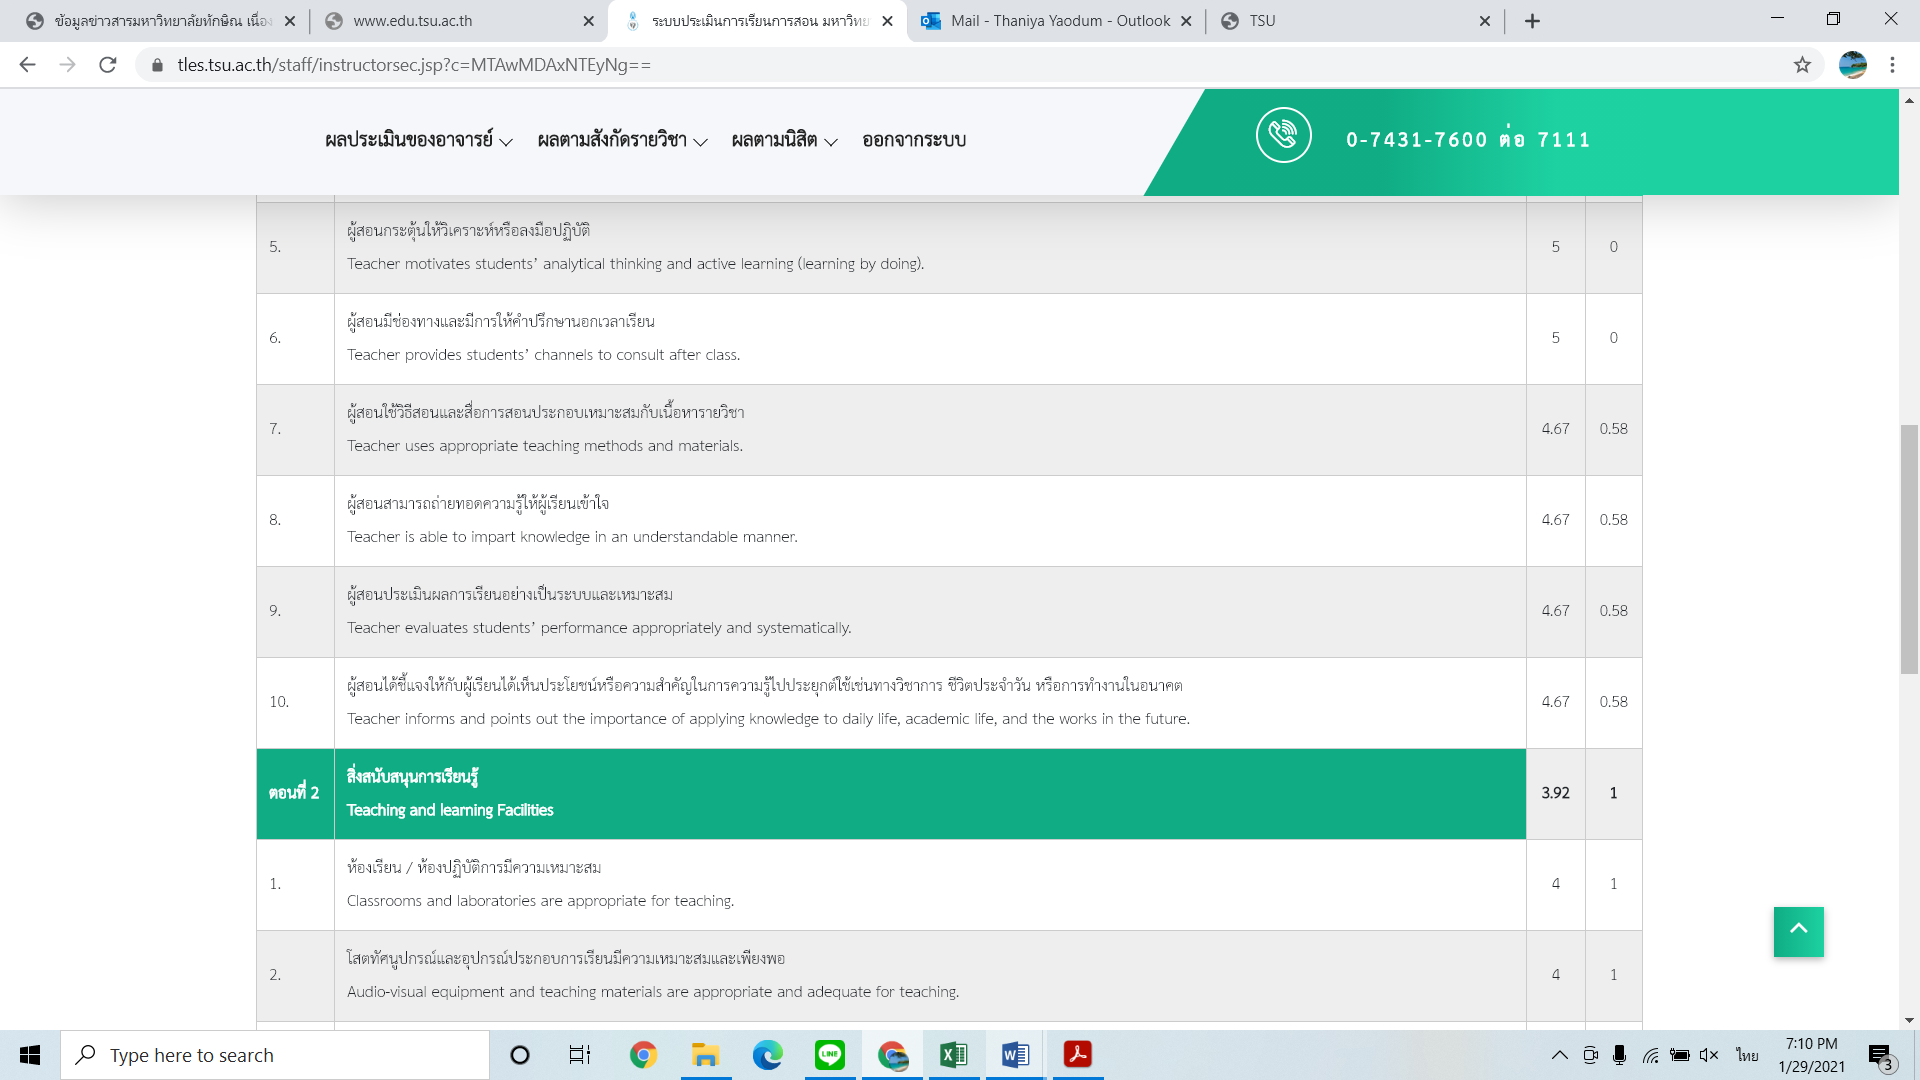 ข้อมูลข่าวสารมหาวิทยาลัยทักษิณ เนื่อง
www.edu.tsu.ac.th
ระบบประเมินการเรียนการสอน มหาวิทย
Mail - Thaniya Yaodum - Outlook
TSU
tles.tsu.ac.th/staff/instructorsec.jsp?c=MTAwMDAxNTEyNg==
ผลประเมินของอาจารย์ ผลตามสังกัดรายวิชา ผลตามนิสิต ออกจากระบบ
0-7431-7600 ต่อ 7111
5. ผู้สอนกระตุ้นให้วิเคราะห์หรือลงมือปฏิบัติ 5 0
Teacher motivates students’ analytical thinking and active learning (learning by doing).
6. ผู้สอนมีช่องทางและมีการให้คำปรึกษานอกเวลาเรียน 5 0
Teacher provides students’ channels to consult after class.
7. ผู้สอนใช้วิธีสอนและสื่อการสอนประกอบเหมาะสมกับเนื้อหารายวิชา 4.67 0.58
Teacher uses appropriate teaching methods and materials.
8. ผู้สอนสามารถถ่ายทอดความรู้ให้ผู้เรียนเข้าใจ 4.67 0.58
Teacher is able to impart knowledge in an understandable manner.
9. ผู้สอนประเมินผลการเรียนอย่างเป็นระบบและเหมาะสม 4.67 0.58
Teacher evaluates students’ performance appropriately and systematically.
10. ผู้สอนได้ชี้แจงให้กับผู้เรียนได้เห็นประโยชน์หรือความสำคัญในการความรู้ไปประยุกต์ใช้เช่นทางวิชาการ ชีวิตประจำวัน หรือการทำงานในอนาคต 4.67 0.58
Teacher informs and points out the importance of applying knowledge to daily life, academic life, and the works in the future.
ตอนที่ 2 สิ่งสนับสนุนการเรียนรู้ 3.92 1
Teaching and learning Facilities
1. ห้องเรียน / ห้องปฏิบัติการมีความเหมาะสม 4 1
Classrooms and laboratories are appropriate for teaching.
2. โสตทัศนูปกรณ์และอุปกรณ์ประกอบการเรียนมีความเหมาะสมและเพียงพอ 4 1
Audio-visual equipment and teaching materials are appropriate and adequate for teaching.
Type here to search
LINE
ไทย
7:10 PM
1/29/2021
3